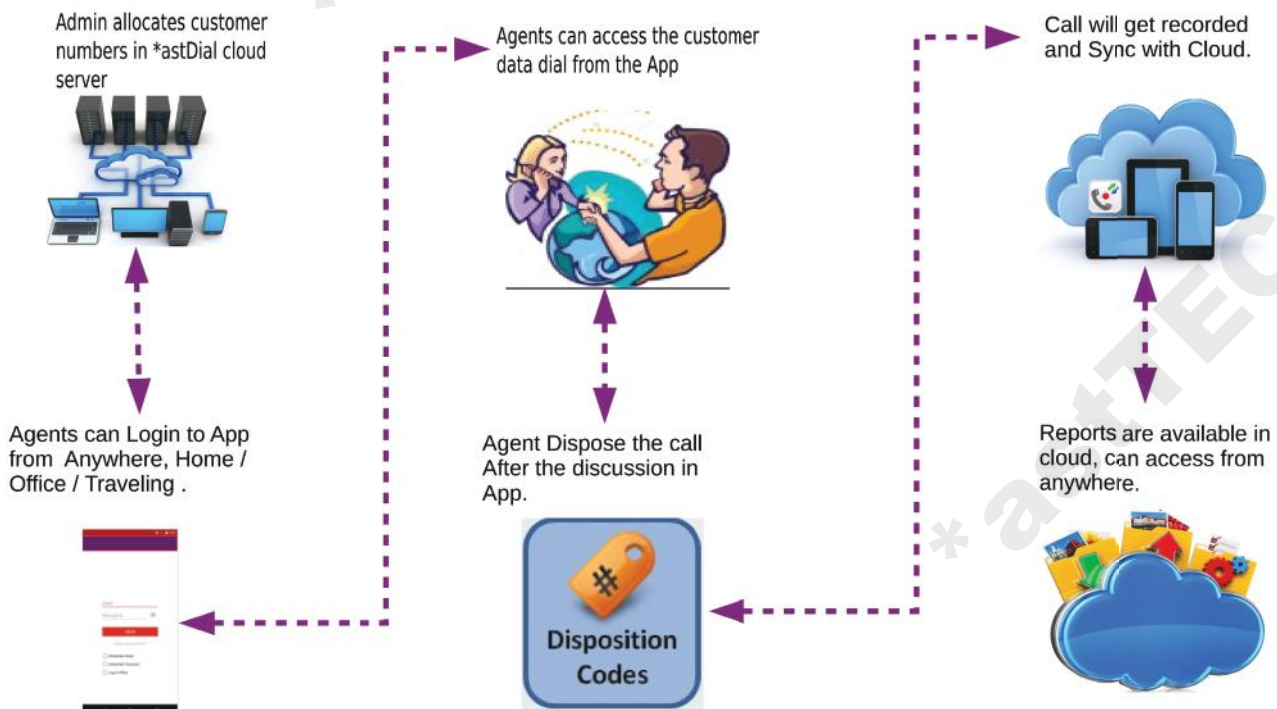 Admin allocates customer
numbers in *astDial cloud
server
Agents can Login to App
from Anywhere, Home /
Office / Traveling .
Agents can access the customer
data dial from the App
Agent Dispose the call
After the discussion in
App.
#
Disposition
Codes
Call will get recorded
and Sync with Cloud.
Reports are available in
cloud, can access from
anywhere.